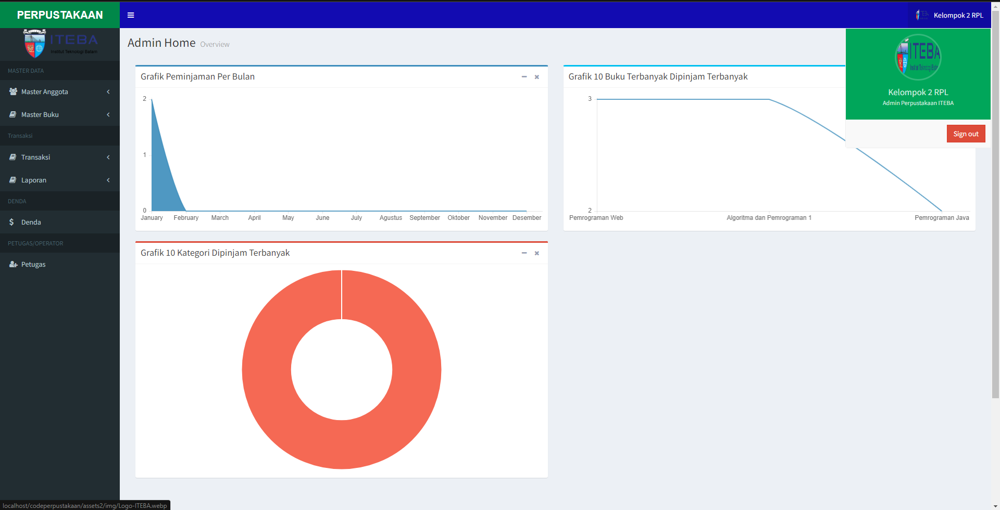 PERPUSTAKAAN
Kelompok 2 RPL
ITEBA
Institut Teknologi Batam
MASTER DATA
Master Anggota
Master Buku
Transaksi
Transaksi
Laporan
DENDA
Denda
PETUGAS/OPERATOR
Petugas
Admin Home Overview
Grafik Peminjaman Per Bulan
2
1
0
January February March April May June July Agustus September Oktober November Desember
Grafik 10 Buku Terbanyak Dipinjam Terbanyak
3
2
Pemrograman Web Algoritma dan Pemrograman 1 Pemrograman Java
ITEBA
Institut Teknologi Batam
Kelompok 2 RPL
Admin Perpustakaan ITEBA
Sign out
Grafik 10 Kategori Dipinjam Terbanyak
localhost/codeperpustakaan/assets2/img/Logo-ITEBA.webp